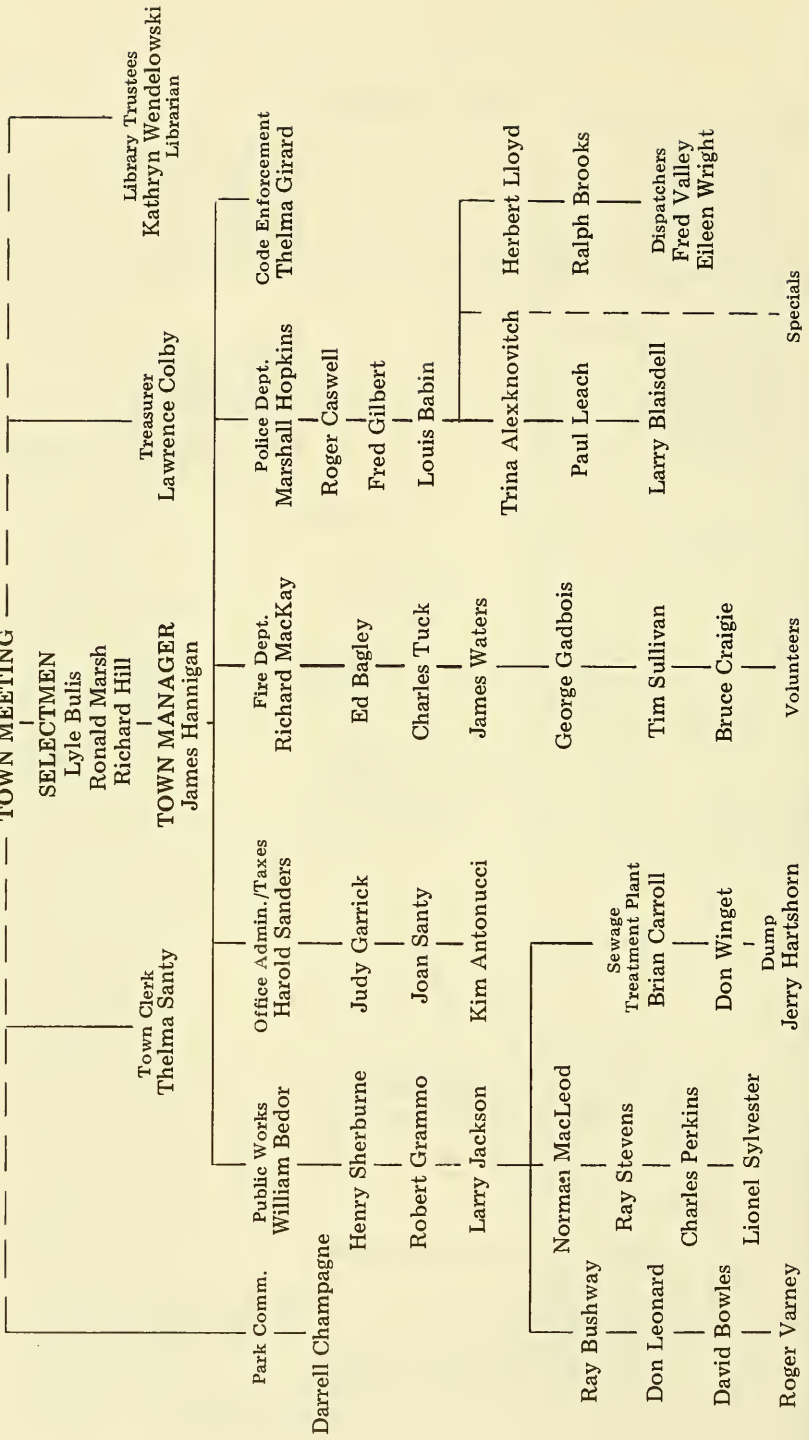 TOWN MEETING
SELECTMEN
Lyle Bulis
Ronald Marsh
Richard Hill
TOWN MANAGER
James Hannigan
Park Comm.
Darrell Champagne
Town Clerk
Thelma Santy
Treasurer
Lawrence Colby
Library Trustees
Kathryn Wendelowski
Librarian
Public Works
William Bedor
Henry Sherburne
Robert Grammo
Larry Jackson
Ray Bushway
Don Leonard
David Bowles
Roger Varney
Norman MacLeod
Ray Stevens
Charles Perkins
Lionel Sylvester
Sewage
Treatment Plant
Brian Carroll
Don Winget
Dump
Jerry Hartshorn
Office Admin./Taxes
Harold Sanders
Judy Garrick
Joan Santy
Kim Antonucci
Fire Dept.
Richard MacKay
Ed Bagley
Charles Tuck
James Waters
George Gadbois
Tim Sullivan
Bruce Craigie
Volunteers
Police Dept.
Marshall Hopkins
Roger Caswell
Fred Gilbert
Louis Babin
Trina Alexknovitch
Paul Leach
Larry Blaisdell
Specials
Herbert Lloyd
Ralph Brooks
Dispatchers
Fred Valley
Eileen Wright
Code Enforcement
Thelma Girard